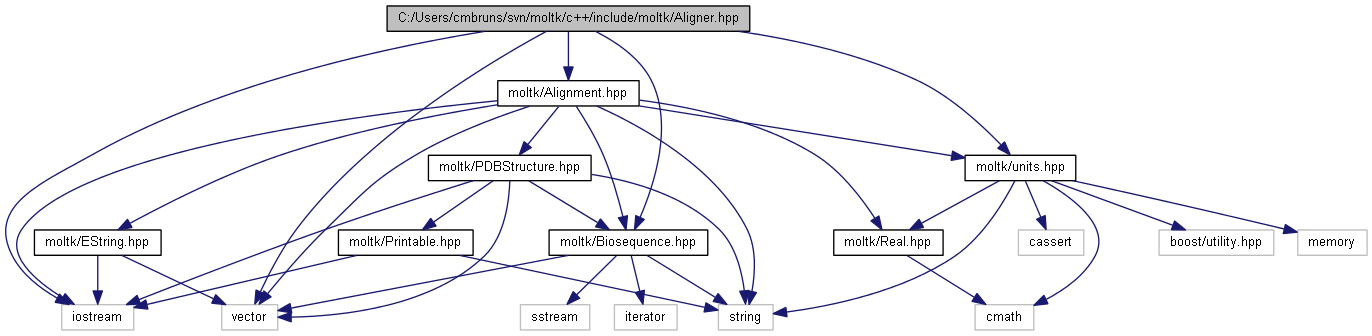 C:/Users/cmbruns/svn/moltk/c++/include/moltk/Aligner.hpp
moltk/Alignment.hpp
moltk/PDBStructure.hpp
moltk/units.hpp
moltk/EString.hpp
moltk/Printable.hpp
moltk/Biosequence.hpp
moltk/Real.hpp
cassert
boost/utility.hpp
memory
iostream
vector
sstream
iterator
string
cmath